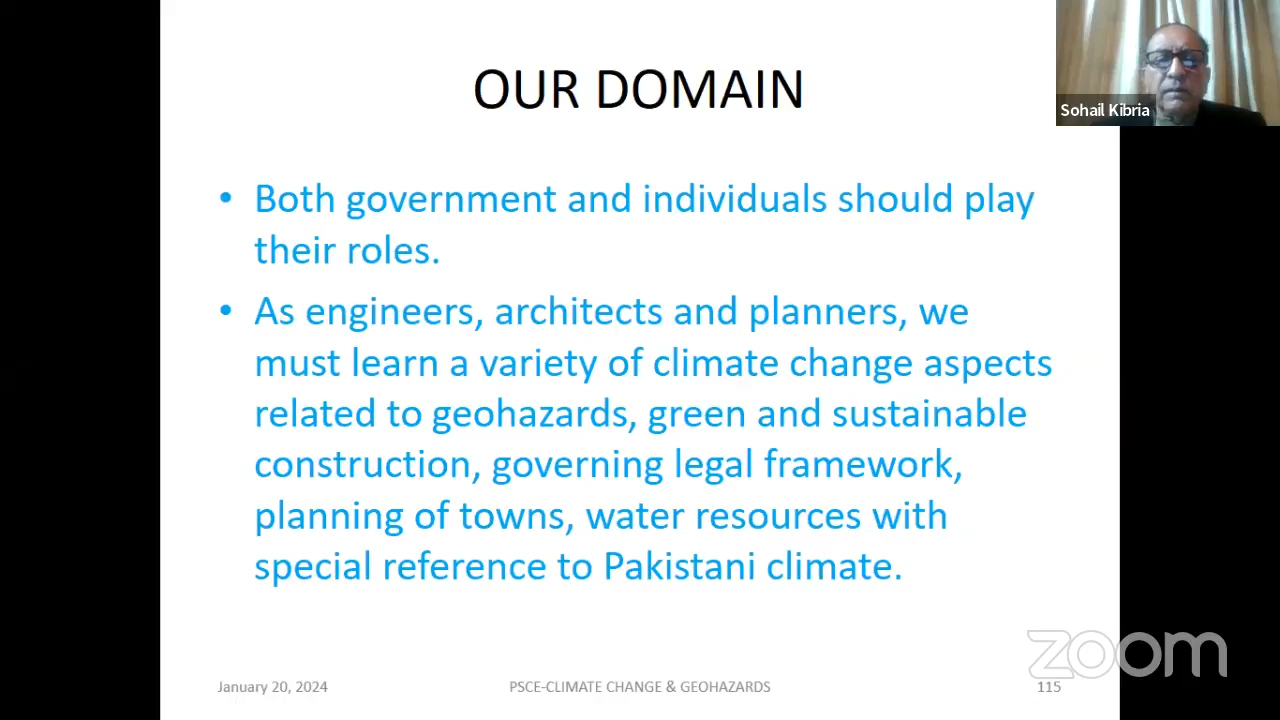 OUR DOMAIN
Sohail Kibria
• Both government and individuals should play
their roles.
• As engineers, architects and planners, we
must learn a variety of climate change aspects
related to geohazards, green and sustainable
construction, governing legal framework,
planning of towns, water resources with
special reference to Pakistani climate.
zoom
January 20, 2024
PSCE-CLIMATE CHANGE & GEOHAZARDS
115